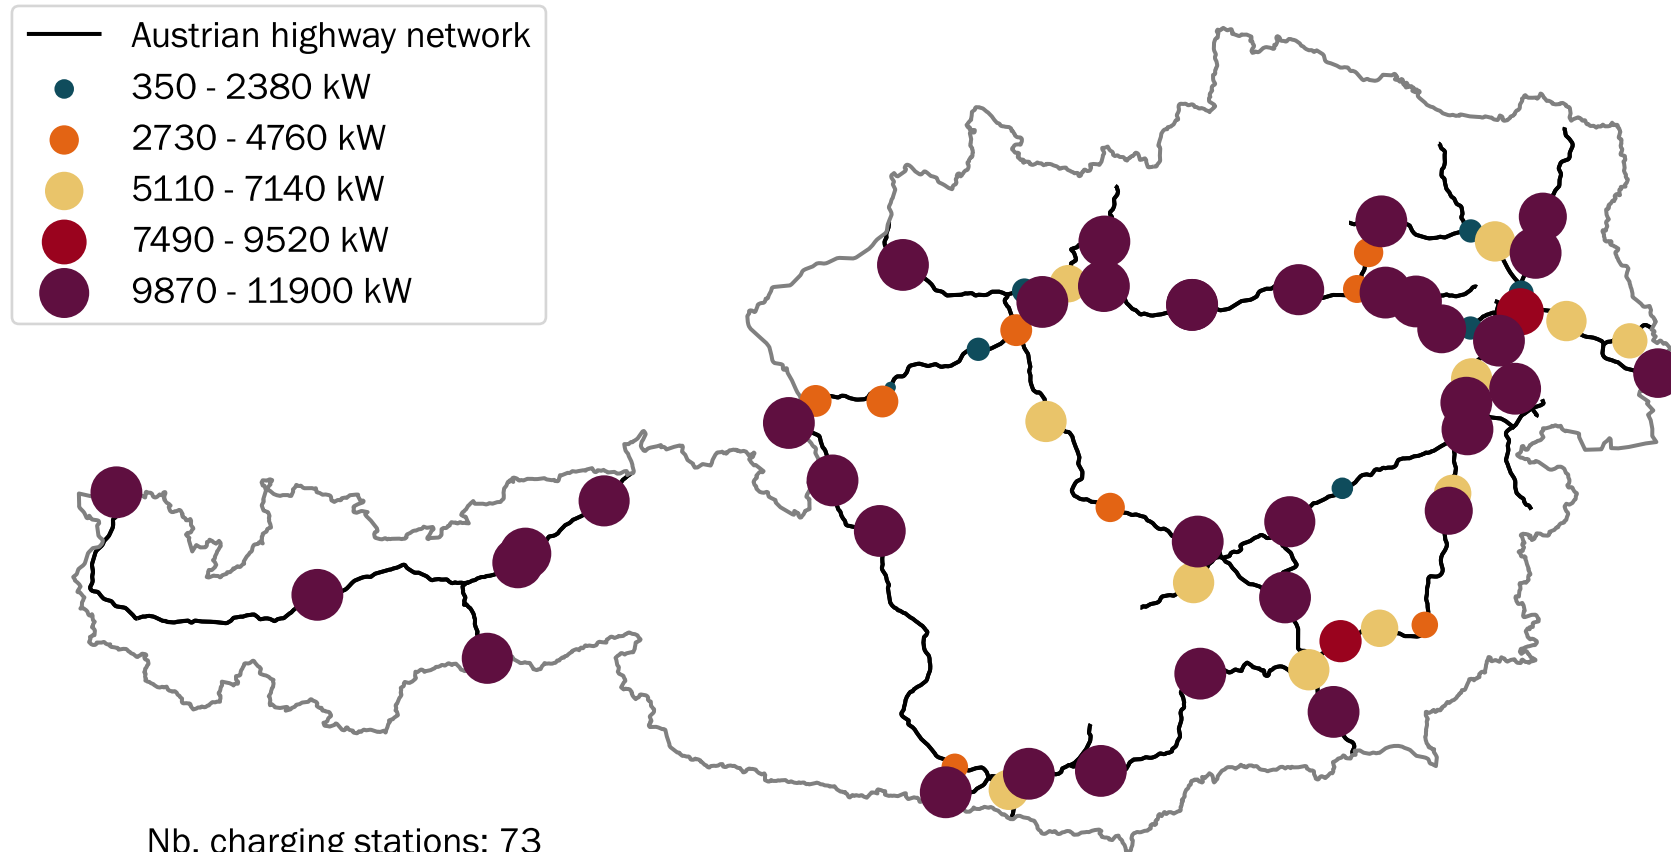 Austrian highway network
350 - 2380 kW
2730 - 4760 kW
5110 - 7140 kW
7490 - 9520 kW
9870 - 11900 kW
Nb. charging stations: 73